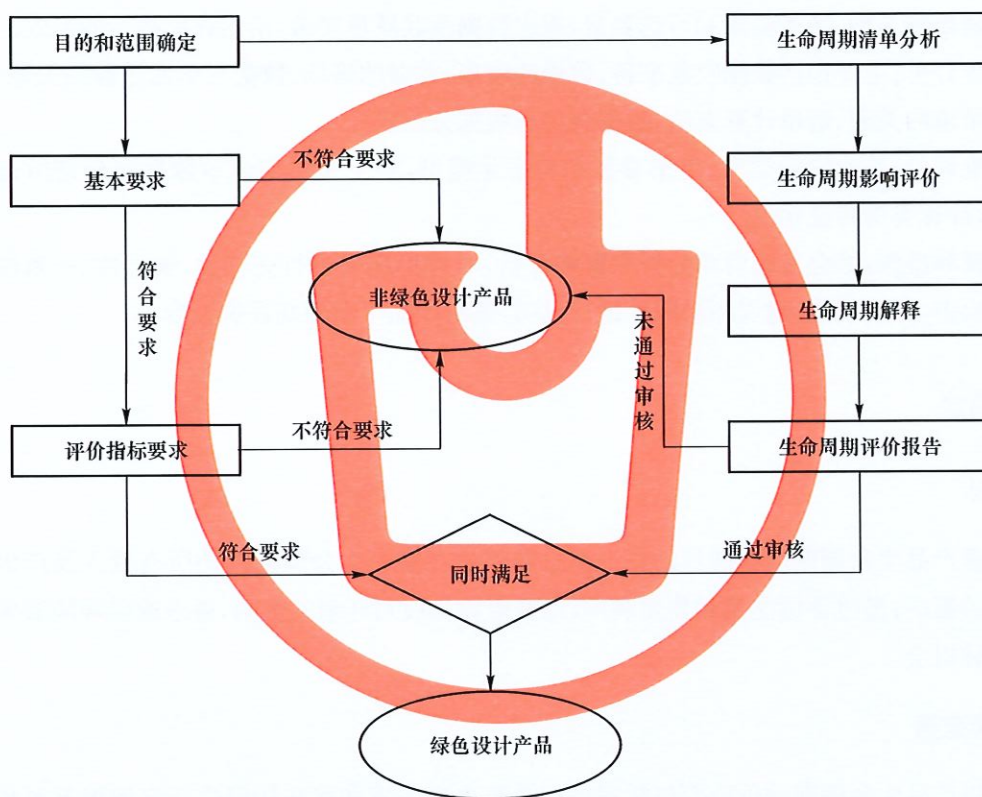 目的和范围确定
生命周期清单分析
不符合要求
基本要求
生命周期影响评价
符合要求
非绿色设计产品
生命周期解释
未通过审核
不符合要求
评价指标要求
生命周期评价报告
符合要求
通过审核
同时满足
绿色设计产品